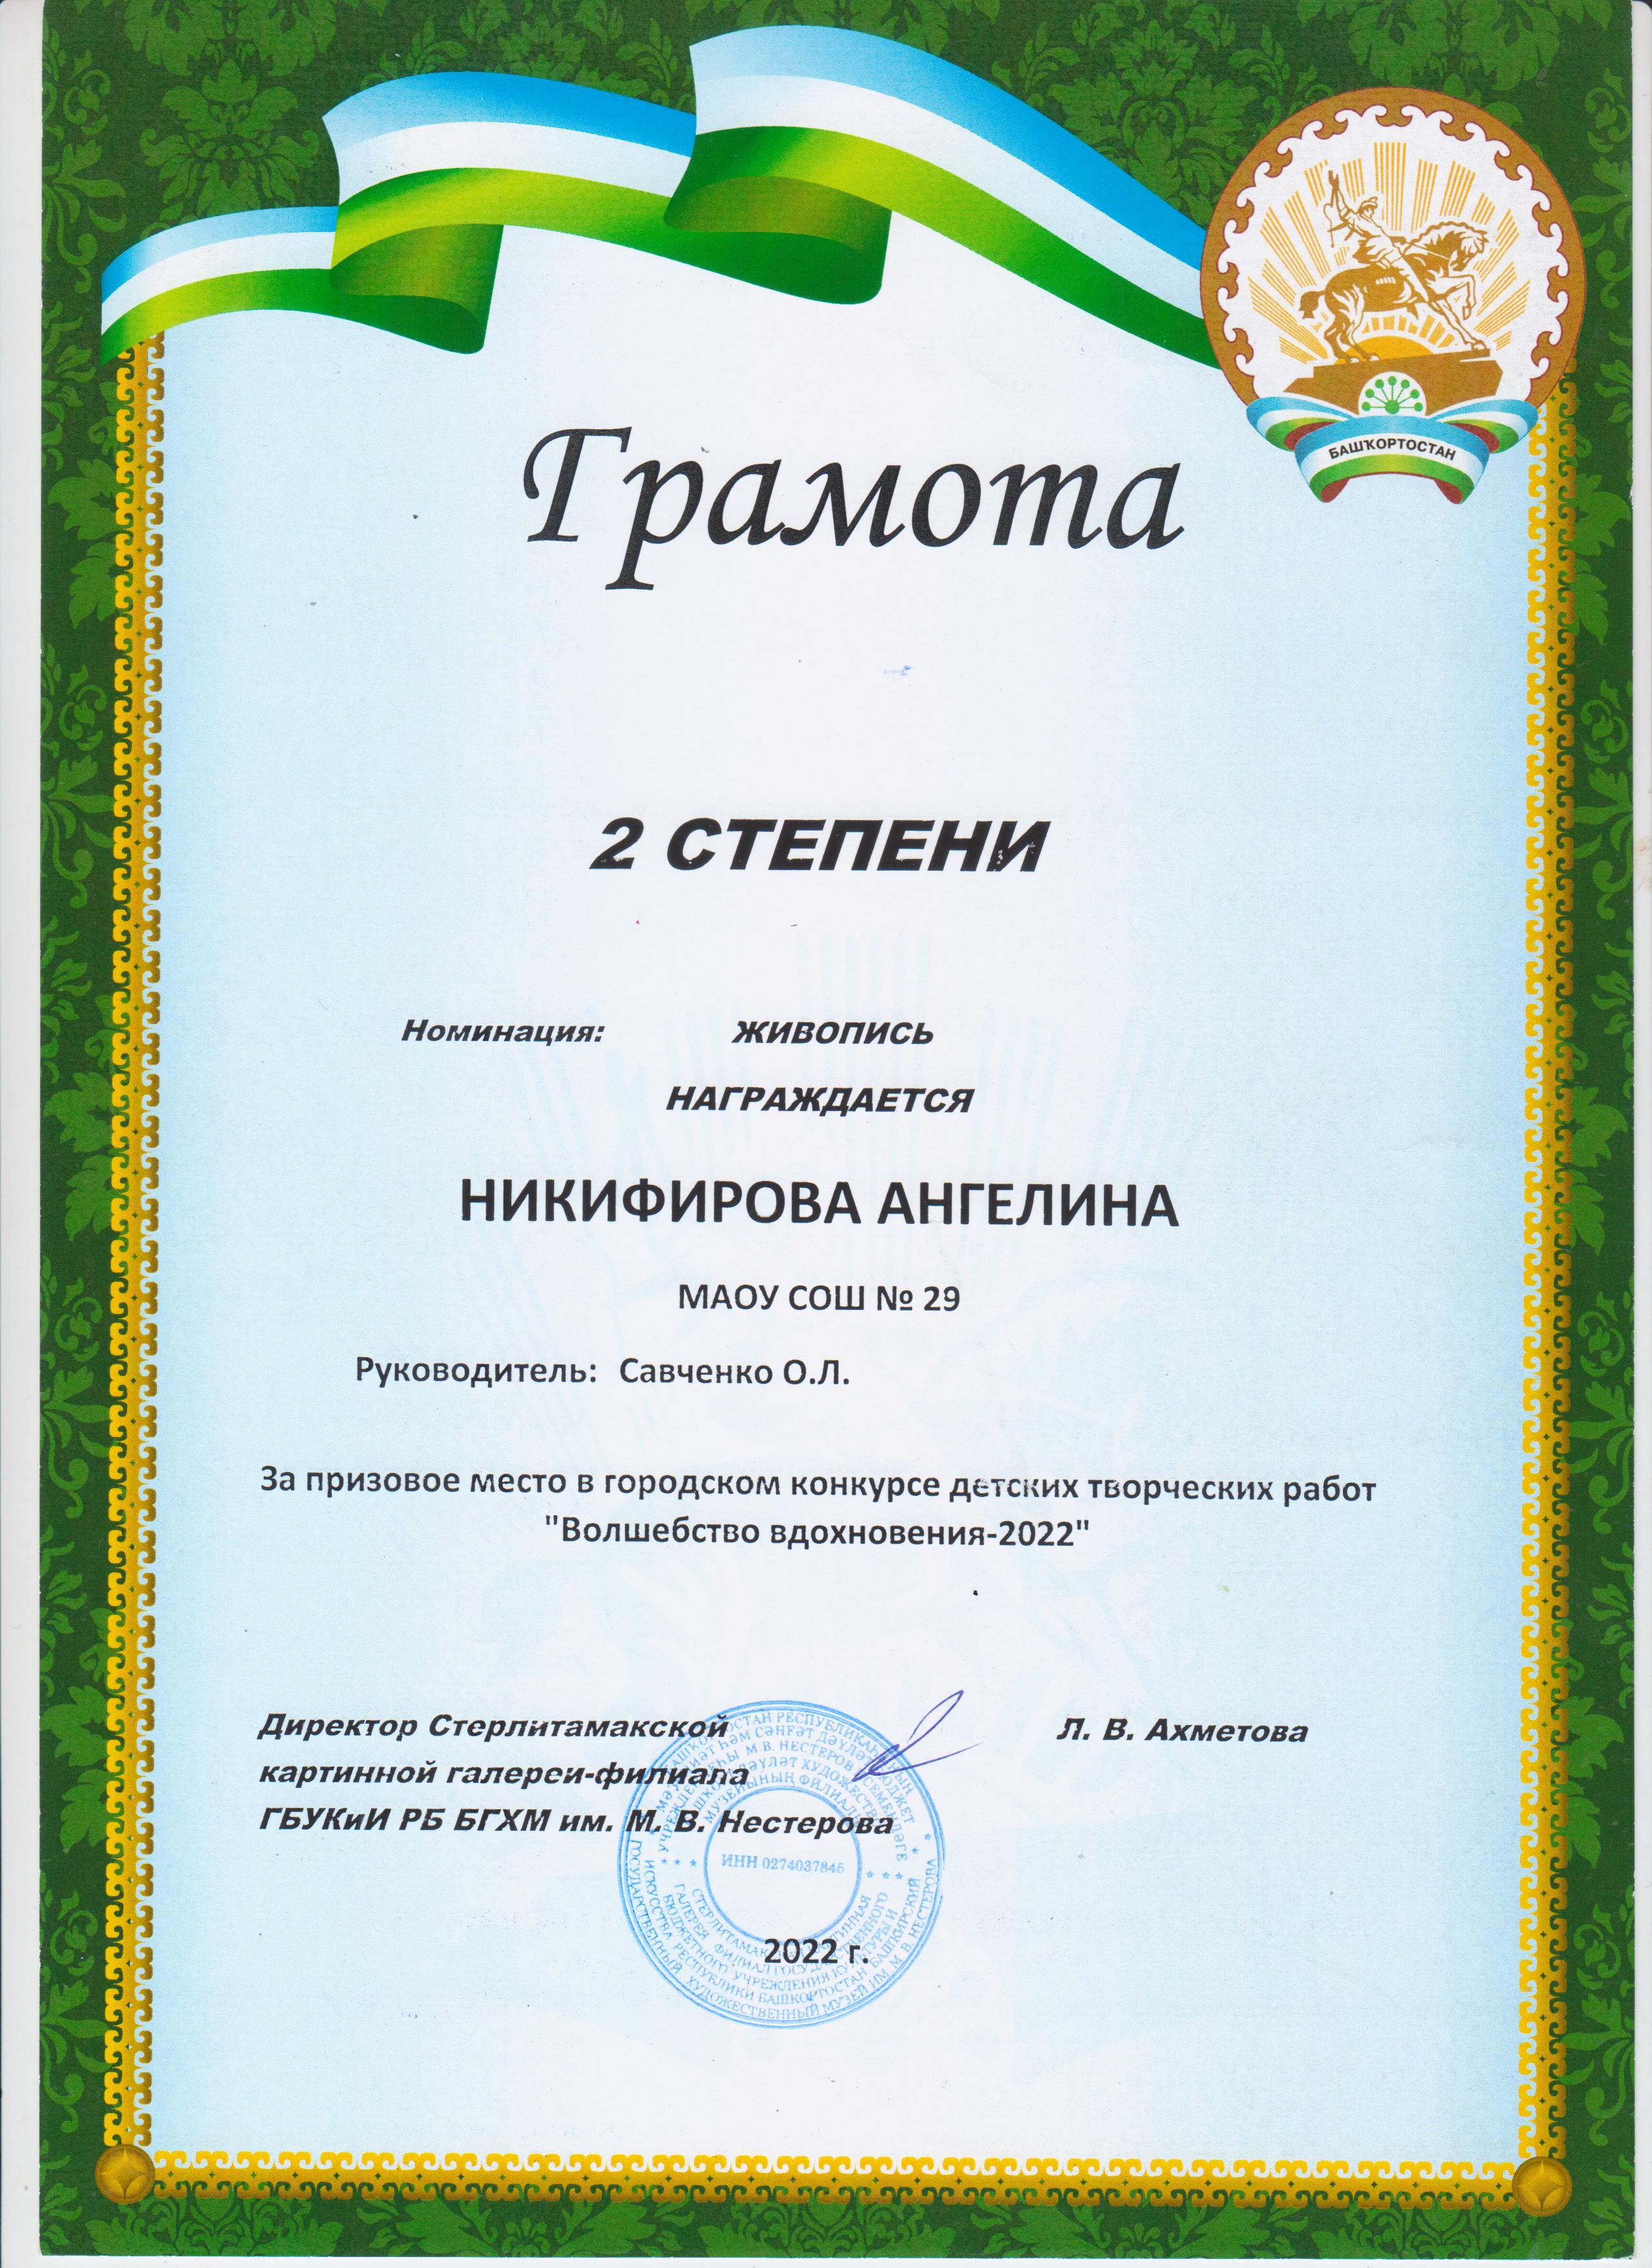 БАШҠОРТОСТАН
Грамота
2 СТЕПЕНИ
Номинация: ЖИВОПИСЬ
НАГРАЖДАЕТСЯ
НИКИФИРОВА АНГЕЛИНА
МАОУ СОШ № 29
Руководитель: Савченко О.Л.
За призовое место в городском конкурсе детских творческих работ
"Волшебство вдохновения-2022"
Директор Стерлитамакской Л. В. Ахметова
картинной галереи-филиала
ГБУКиИ РБ БГХМ им. М. В. Нестерова
ИНН 0274037845
2022 г.